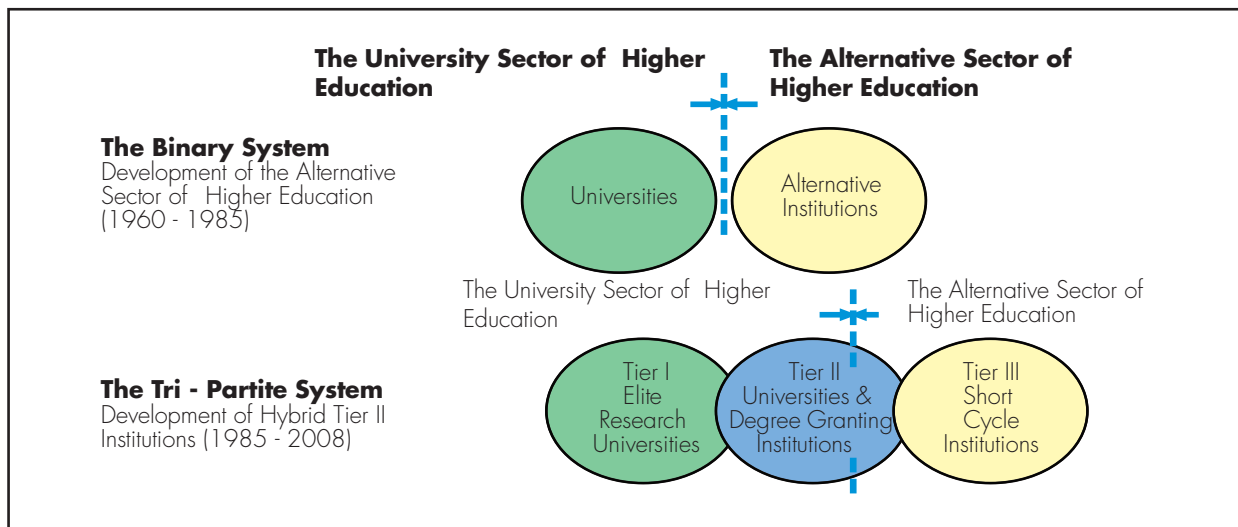 The University Sector of Higher
Education
The Alternative Sector of
Higher Education
The Binary System
Development of the Alternative
Sector of Higher Education
(1960 - 1985)
Universities
Alternative
Institutions
The University Sector of Higher
Education
The Alternative Sector of
Higher Education
The Tri - Partite System
Development of Hybrid Tier II
Institutions (1985 - 2008)
Tier I
Elite
Research
Universities
Tier II
Universities &
Degree Granting
Institutions
Tier III
Short
Cycle
Institutions